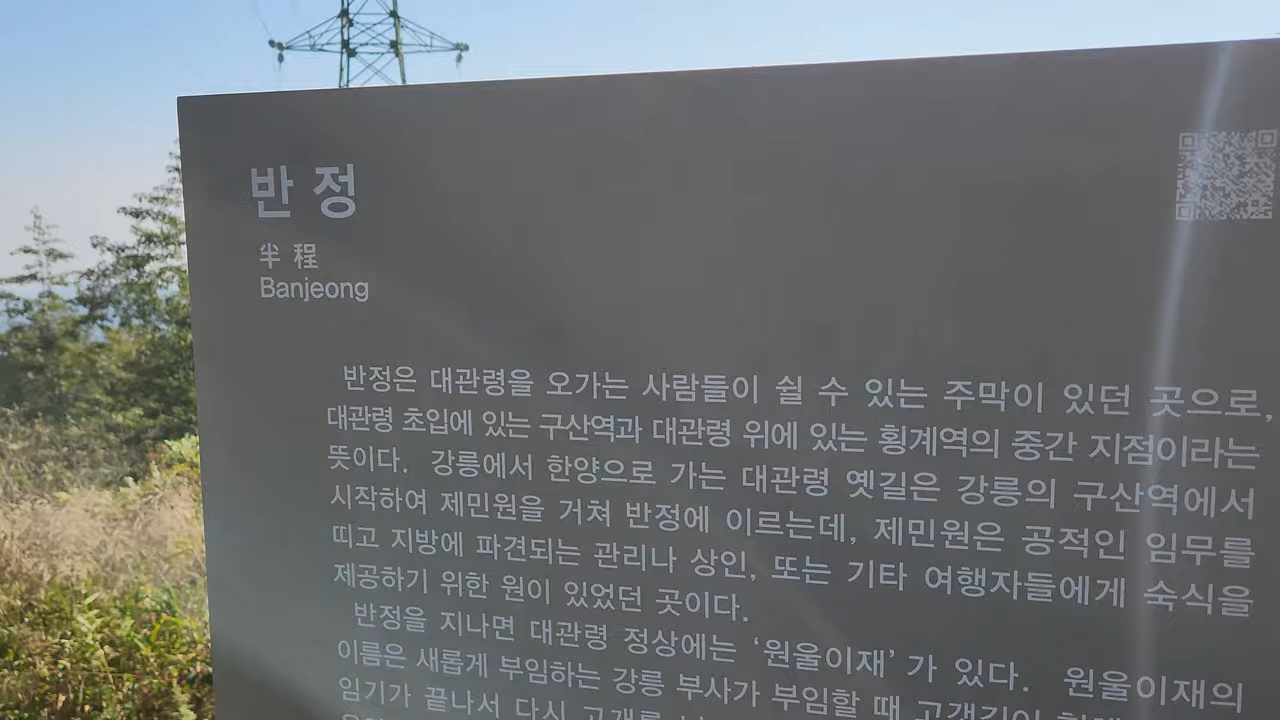 반정
半程
Banjeong
반정은 대관령을 오가는 사람들이 쉴 수 있는 주막이 있던 곳으로,
대관령 초입에 있는 구산역과 대관령 위에 있는 횡계역의 중간 지점이라는
뜻이다. 강릉에서 한양으로 가는 대관령 옛길은 강릉의 구산역에서
시작하여 제민원을 거쳐 반정에 이르는데, 제민원은 공적인 임무를
띠고 지방에 파견되는 관리나 상인, 또는 기타 여행자들에게 숙식을
제공하기 위한 원이 있었던 곳이다.
반정을 지나면 대관령 정상에는 ‘원울이재’가 있다. 원울이재의
이름은 새롭게 부임하는 강릉 부사가 부임할 때 고갯길이
임기가 끝나서 다시 고개를